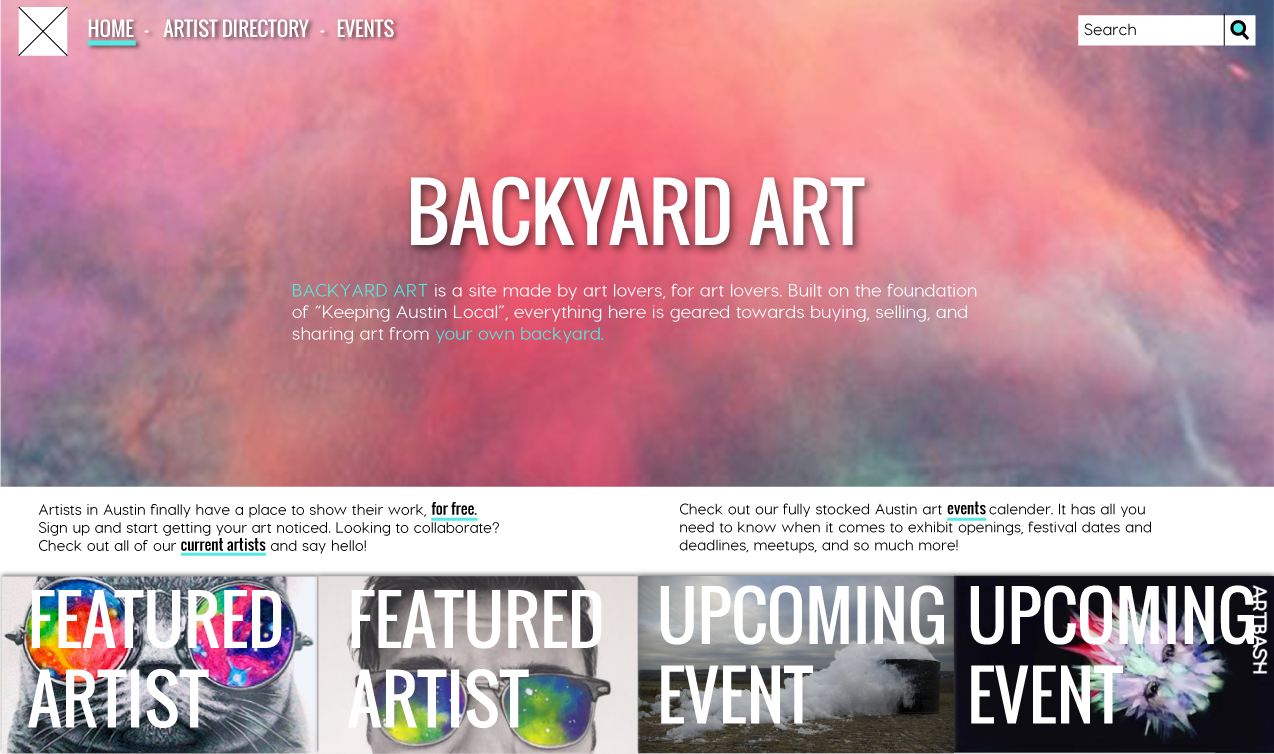 HOME - ARTIST DIRECTORY - EVENTS
Search
BACKYARD ART
BACKYARD ART is a site made by art lovers, for art lovers. Built on the foundation
of “Keeping Austin Local”, everything here is geared towards buying, selling, and
sharing art from your own backyard.
Artists in Austin finally have a place to show their work, for free.
Sign up and start getting your art noticed. Looking to collaborate?
Check out all of our current artists and say hello!
Check out our fully stocked Austin art events calender. It has all you
need to know when it comes to exhibit openings, festival dates and
deadlines, meetups, and so much more!
FEATURED
ARTIST
FEATURED
ARTIST
UPCOMING
EVENT
UPCOMING
EVENT
ARTBASH